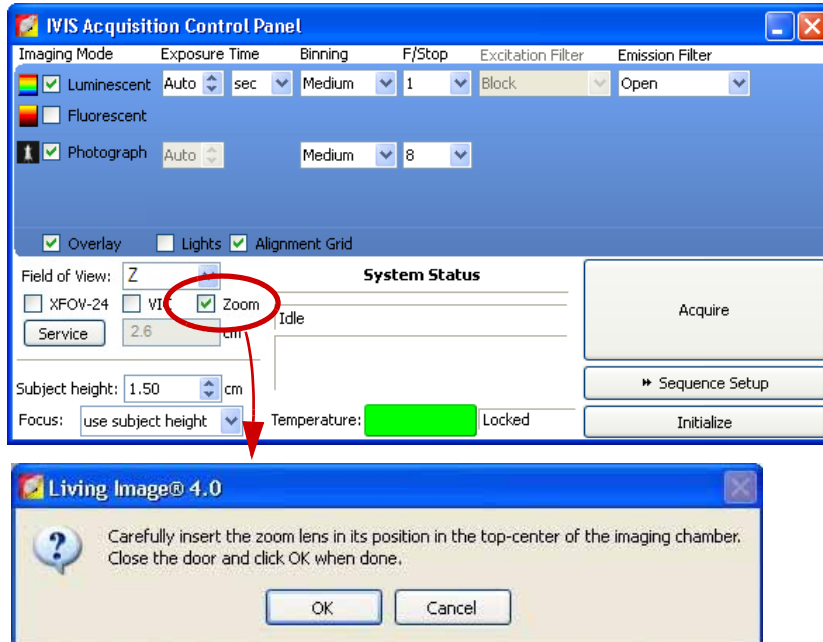 IVIS Acquisition Control Panel
Imaging Mode Exposure Time Binning F/Stop Excitation Filter Emission Filter
Luminescent Auto sec Medium 1 Block Open
Fluorescent
Photograph Auto Medium 8
Overlay Lights Alignment Grid
Field of View: Z System Status
XFOV-24 Zoom
Idle
Acquire
Service 2.6 cm
Subject height: 1.50 cm
Sequence Setup
Focus: use subject height Temperature: Locked
Initialize
Living Image® 4.0
Carefully insert the zoom lens in its position in the top-center of the imaging chamber.
Close the door and click OK when done.
OK Cancel